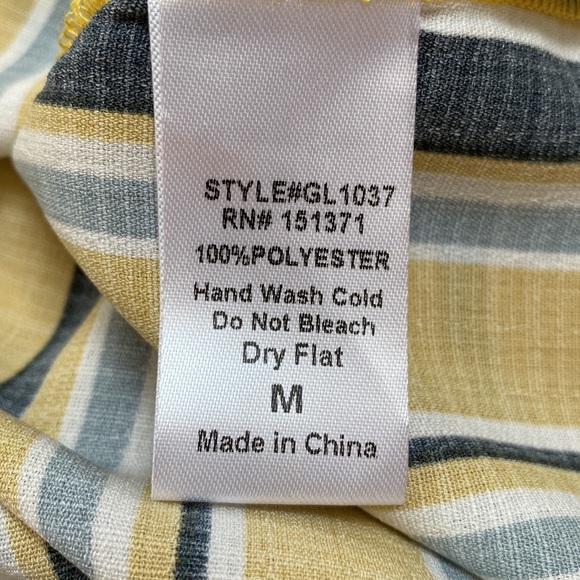 STYLE#GL1037
RN# 151371
100%POLYESTER
Hand Wash Cold
Do Not Bleach
Dry Flat
M
Made in China